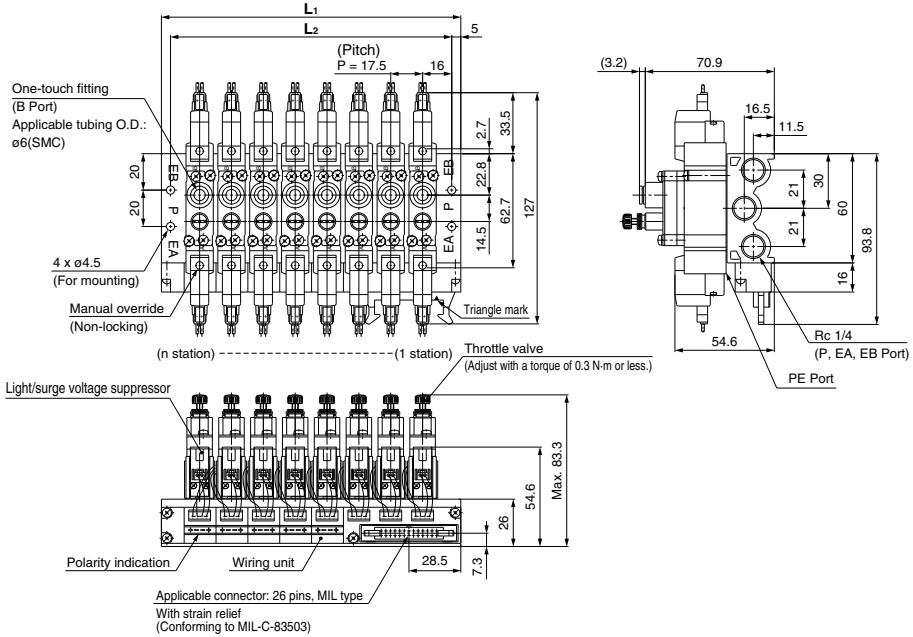 L1
L2
5
(Pitch)
P = 17.5
16
One-touch fitting
(B Port)
Applicable tubing O.D.:
ø6(SMC)
20
20
EB
P
EA
EB
P
EA
2.7
33.5
22.8
62.7
14.5
127
4 x ø4.5
(For mounting)
Manual override
(Non-locking)
Triangle mark
(n station)
(1 station)
(3.2)
70.9
16.5
11.5
21
21
30
60
93.8
16
54.6
Rc 1/4
(P, EA, EB Port)
PE Port
Throttle valve
(Adjust with a torque of 0.3 N·m or less.)
Light/surge voltage suppressor
Max. 83.3
54.6
26
7.3
28.5
Polarity indication
Wiring unit
Applicable connector: 26 pins, MIL type
With strain relief
(Conforming to MIL-C-83503)